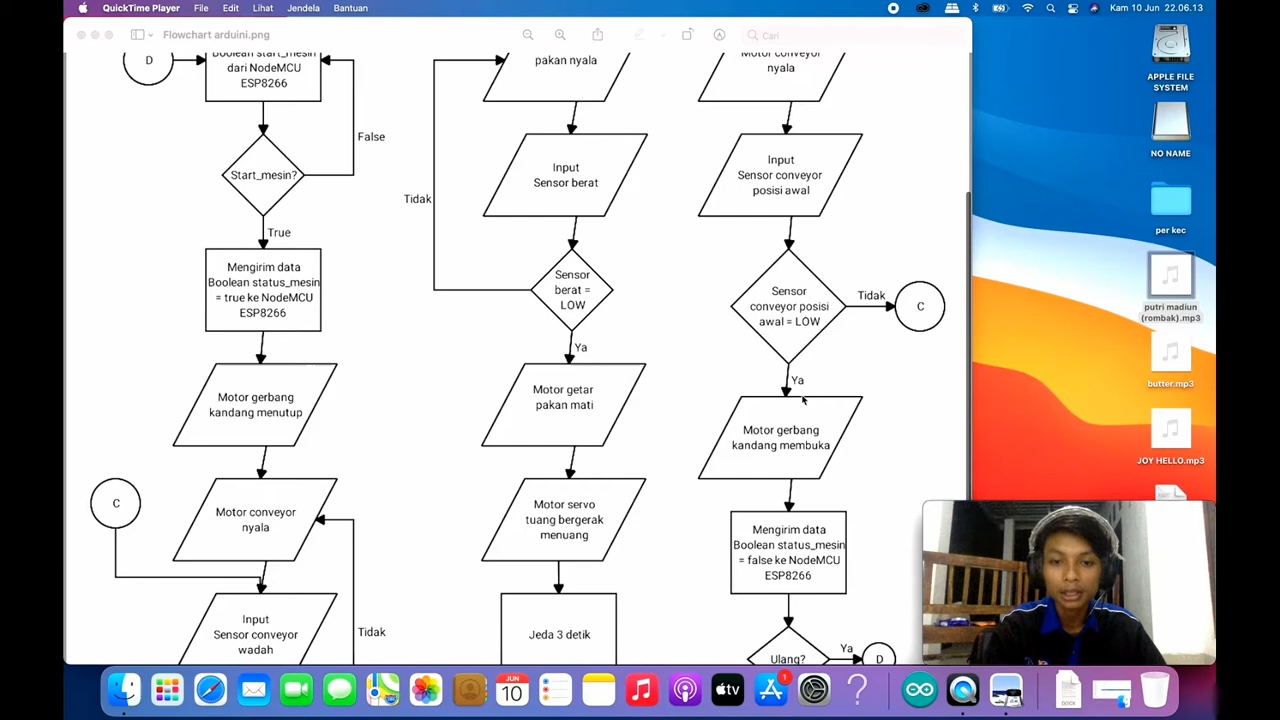 QuickTime Player
File
Edit
Lihat
Jendela
Bantuan
Kam 10 Jun 22.06.13
Flowchart arduini.png
Cari
D
Boolean start_mesin
dari NodeMCU
ESP8266
False
Start_mesin?
True
Mengirim data
Boolean status_mesin
= true ke NodeMCU
ESP8266
Motor gerbang
kandang menutup
C
Motor conveyor
nyala
Input
Sensor conveyor
wadah
Tidak
pakan nyala
Input
Sensor berat
Tidak
Sensor
berat =
LOW
Ya
Motor getar
pakan mati
Motor servo
tuang bergerak
menuang
Jeda 3 detik
Motor conveyor
nyala
Input
Sensor conveyor
posisi awal
Sensor
conveyor posisi
awal = LOW
Tidak
C
Ya
Motor gerbang
kandang membuka
Mengirim data
Boolean status_mesin
= false ke NodeMCU
ESP8266
Ulang?
Ya
D
APPLE FILE
SYSTEM
NO NAME
per kec
putri madiun
(rombak).mp3
butter.mp3
JOY HELLO.mp3
JUN
10
tv
1
DOCX